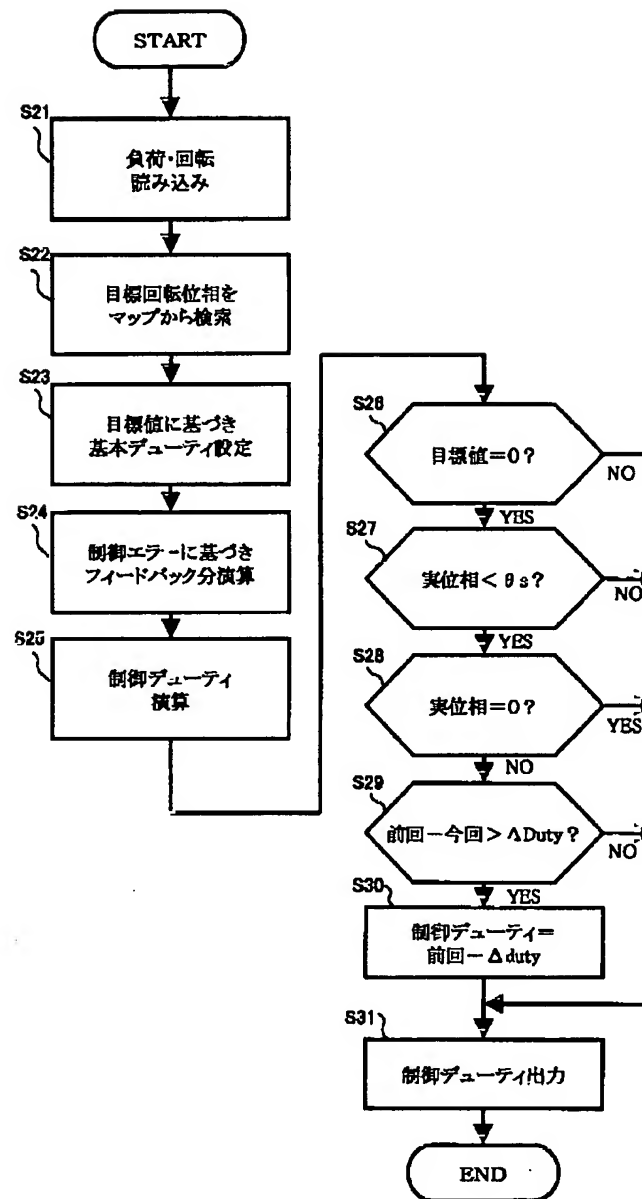 START
S21
負荷・回転
読み込み
S22
目標回転位相を
マップから検索
S23
目標値に基づき
基本デューティ設定
S24
制御エラーに基づき
フィードバック分演算
S25
制御デューティ
演算
S26
目標値=0?
NO
YES
S27
実位相<θs?
NO
YES
S28
実位相=0?
YES
NO
S29
前回-今回>ΔDuty?
NO
YES
S30
制御デューティ=
前回-Δduty
S31
制御デューティ出力
END